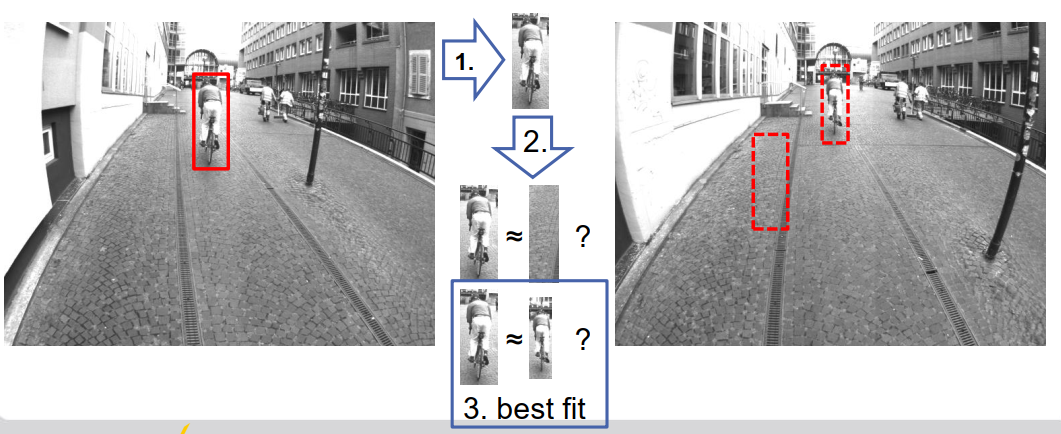 1.
2.
≈ ?
≈ ?
3. best fit